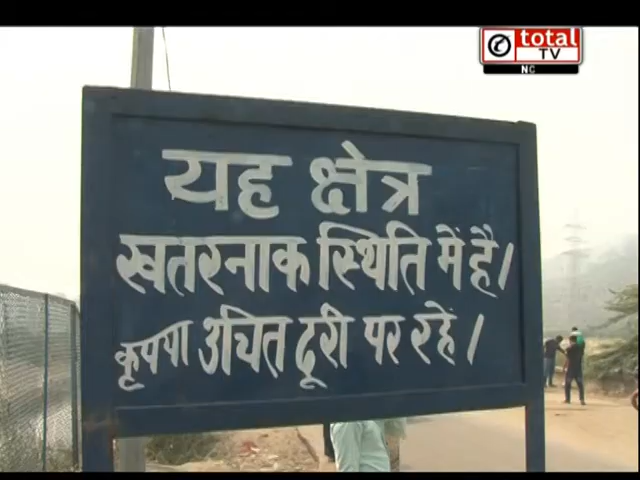 total
TV
NC
यह क्षेत्र
खतरनाक स्थिति में है।
कृपया उचित दूरी पर रहें।